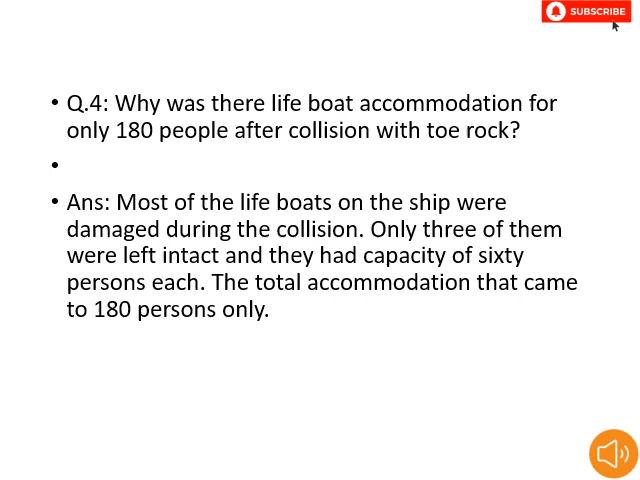 SUBSCRIBE
• Q.4: Why was there life boat accommodation for
only 180 people after collision with toe rock?
•
• Ans: Most of the life boats on the ship were
damaged during the collision. Only three of them
were left intact and they had capacity of sixty
persons each. The total accommodation that came
to 180 persons only.